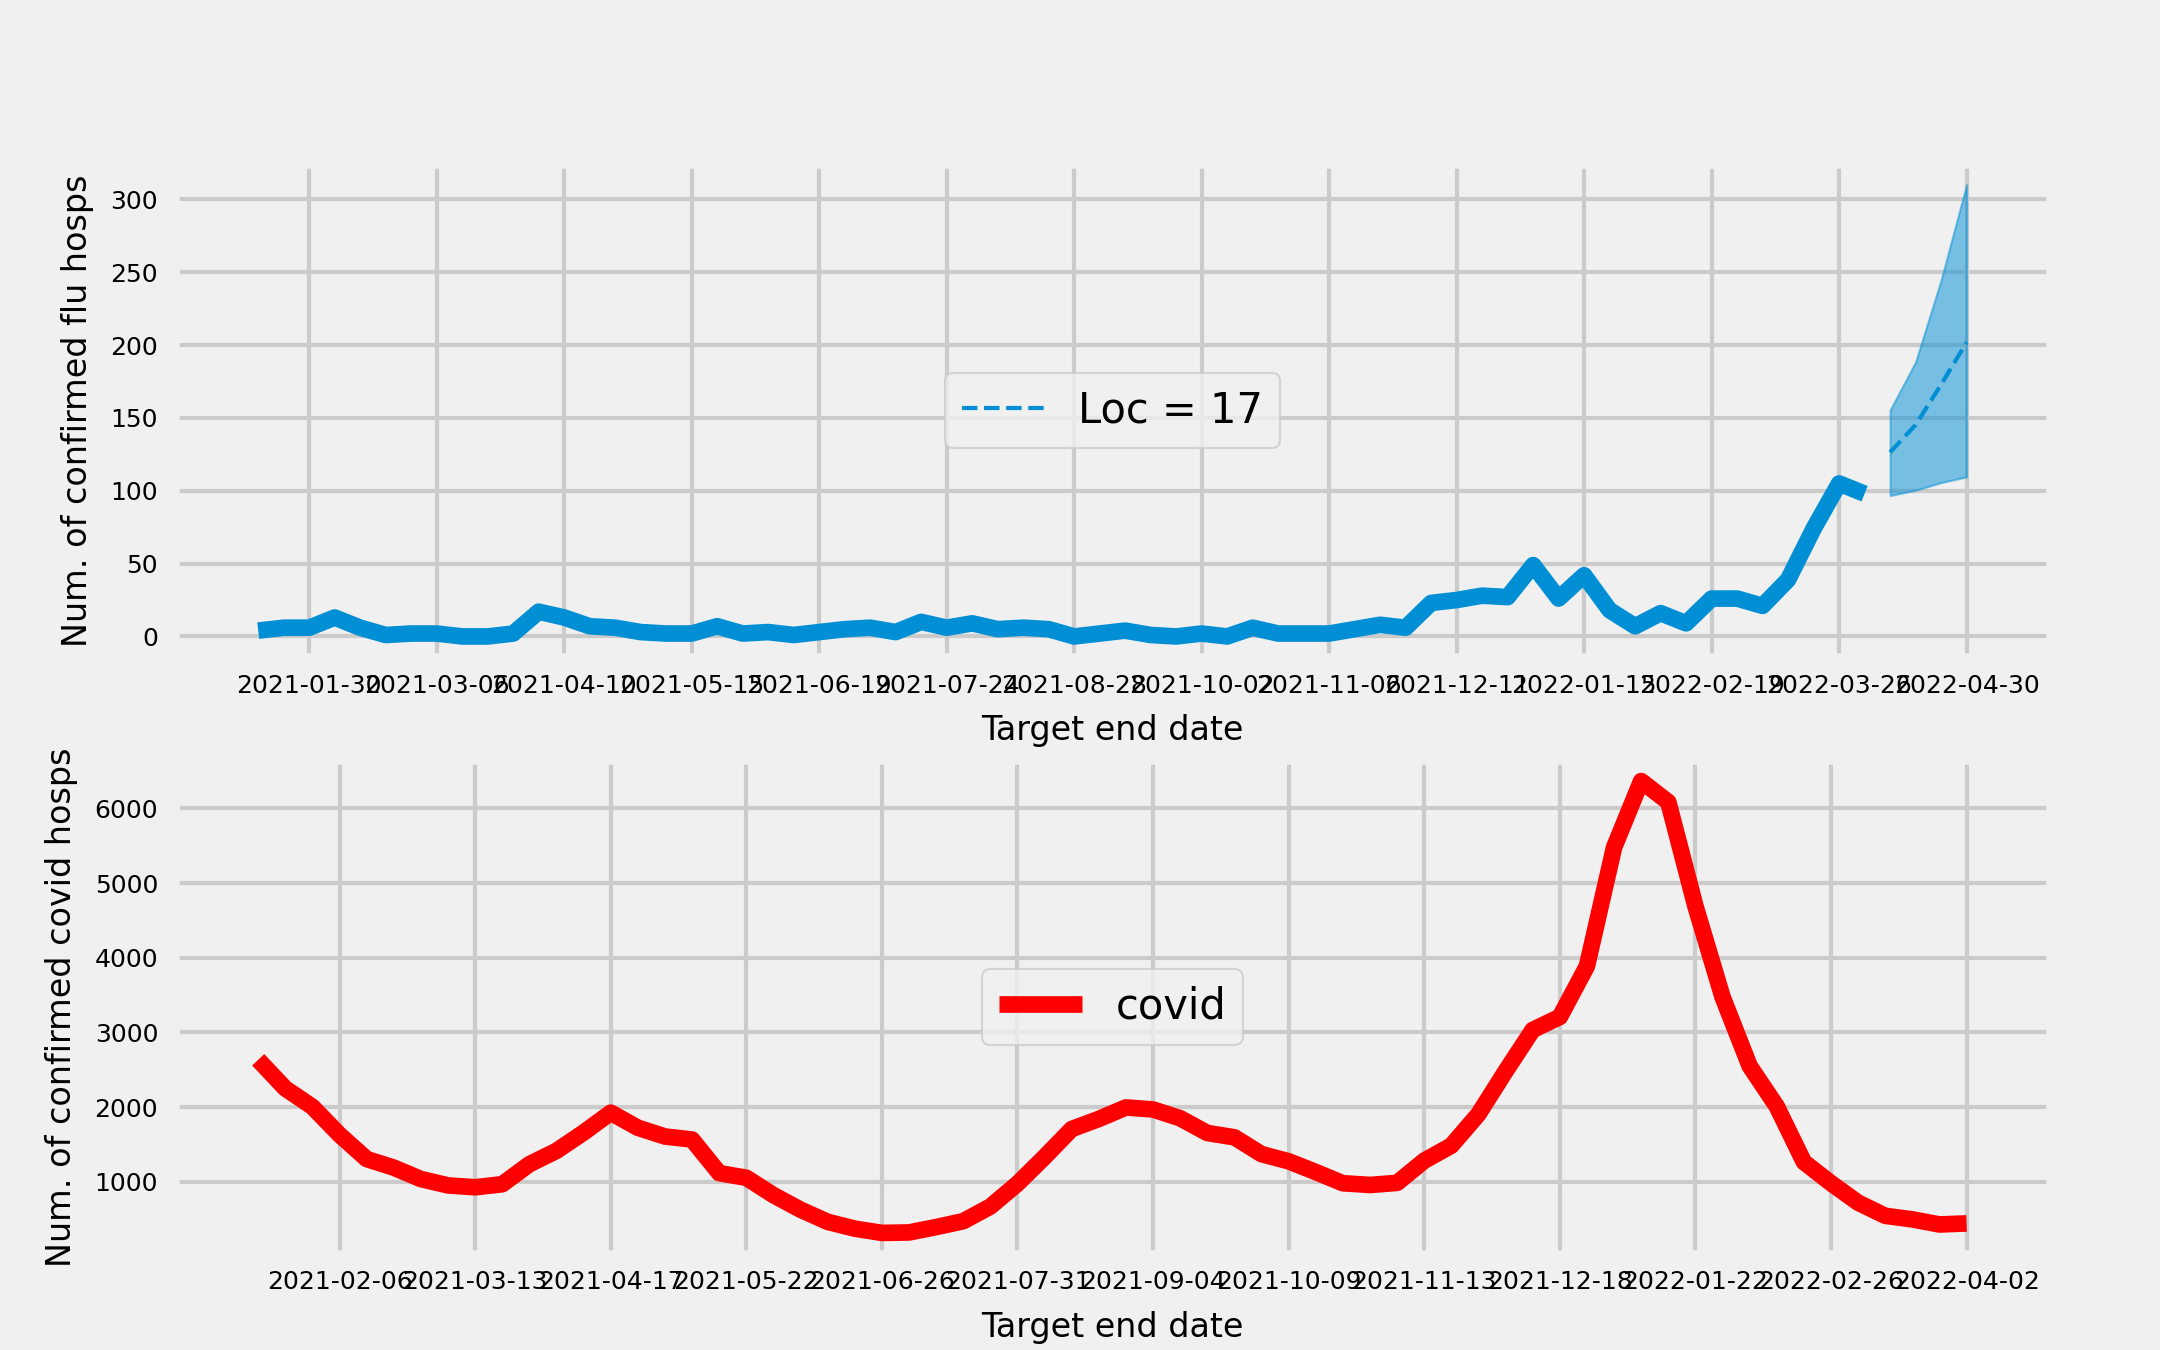 Num. of confirmed flu hosps
300
250
200
150
100
50
0
Loc = 17
2021-01-30 2021-03-06 2021-04-10 2021-05-15 2021-06-19 2021-07-24 2021-08-28 2021-10-02 2021-11-06 2021-12-11 2022-01-15 2022-02-19 2022-03-26 2022-04-30
Target end date
Num. of confirmed covid hosps
6000
5000
4000
3000
2000
1000
covid
2021-02-06 2021-03-13 2021-04-17 2021-05-22 2021-06-26 2021-07-31 2021-09-04 2021-10-09 2021-11-13 2021-12-18 2022-01-22 2022-02-26 2022-04-02
Target end date